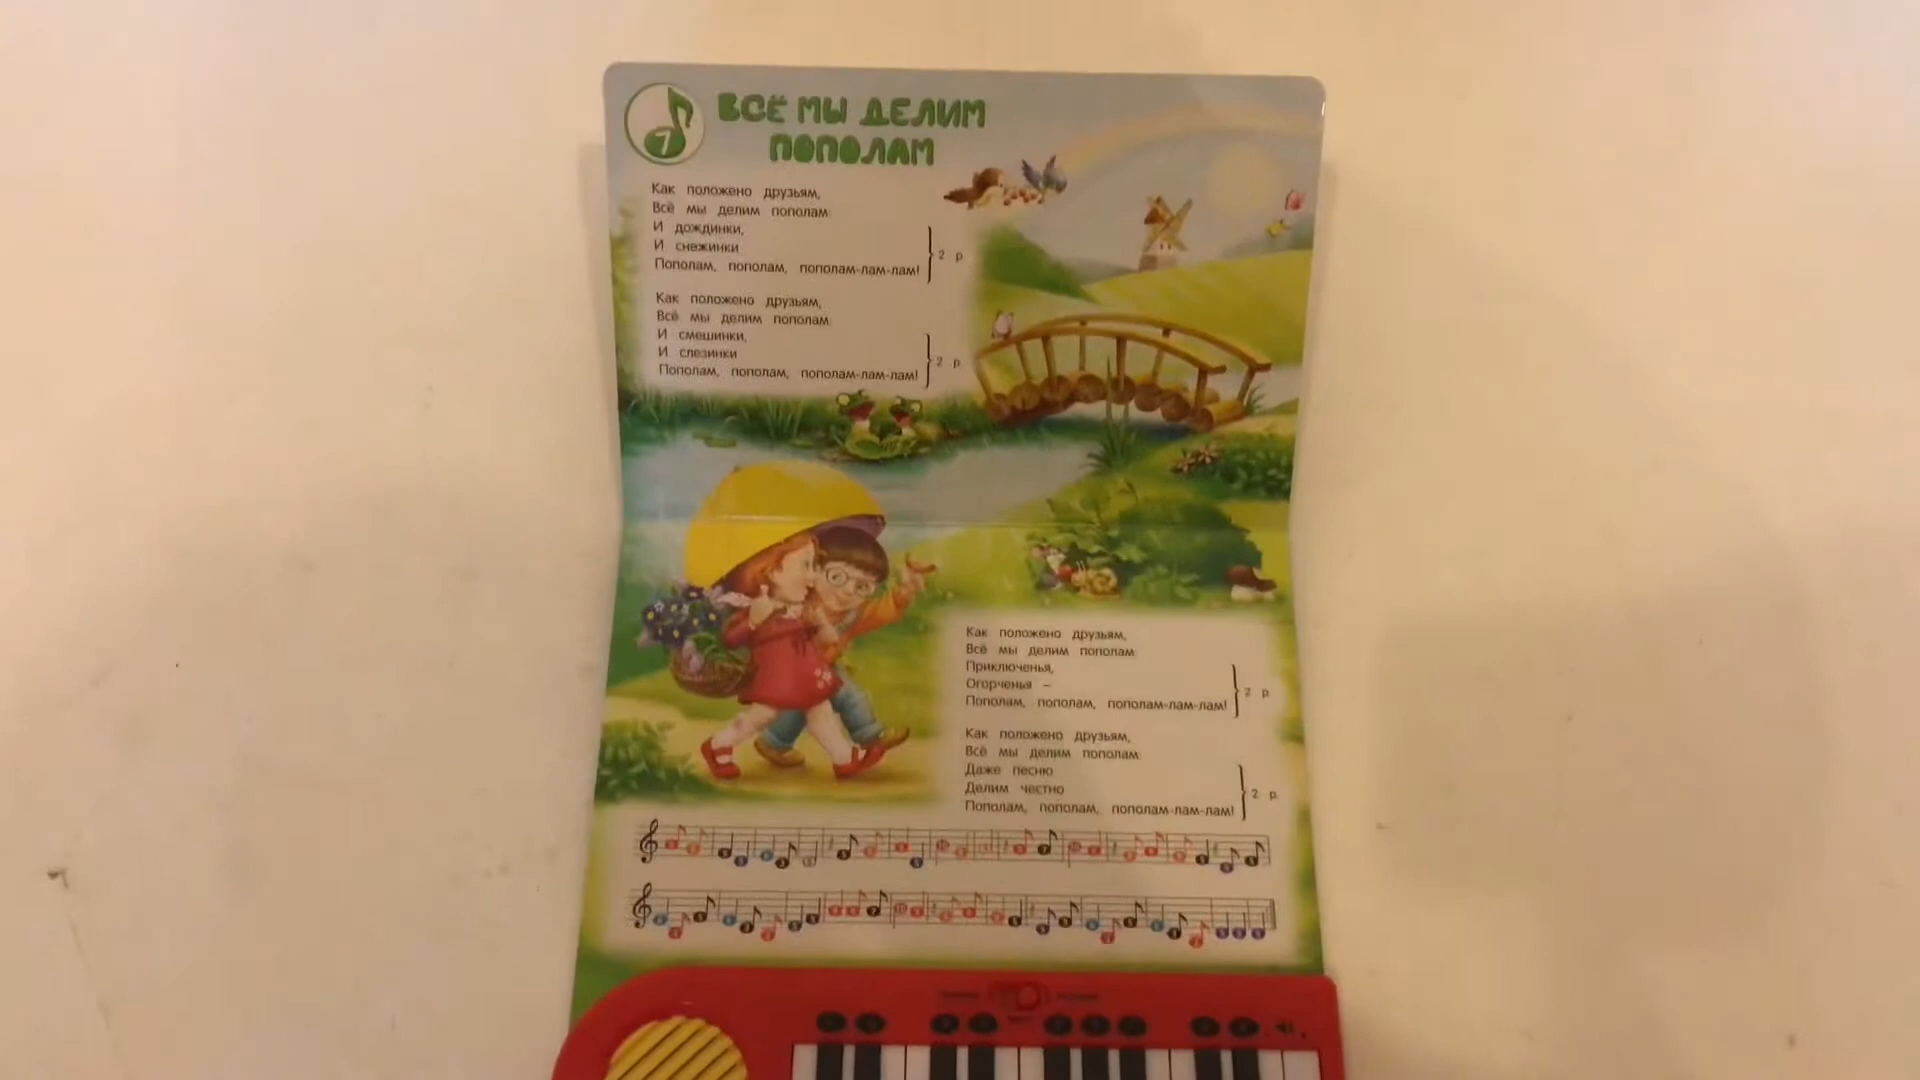 7
ВСЁ МЫ ДЕЛИМ
ПОПОЛАМ
Как положено друзьям,
Всё мы делим пополам:
И дождинки,
И снежинки
Пополам, пополам, пополам-лам-лам!
2 р.
Как положено друзьям,
Всё мы делим пополам:
И смешинки,
И слезинки
Пополам, пополам, пополам-лам-лам!
2 р.
Как положено друзьям,
Всё мы делим пополам:
Приключенья,
Огорченья –
Пополам, пополам, пополам-лам-лам!
2 р.
Как положено друзьям,
Всё мы делим пополам:
Даже песню
Делим честно
Пополам, пополам, пополам-лам-лам!
2 р.